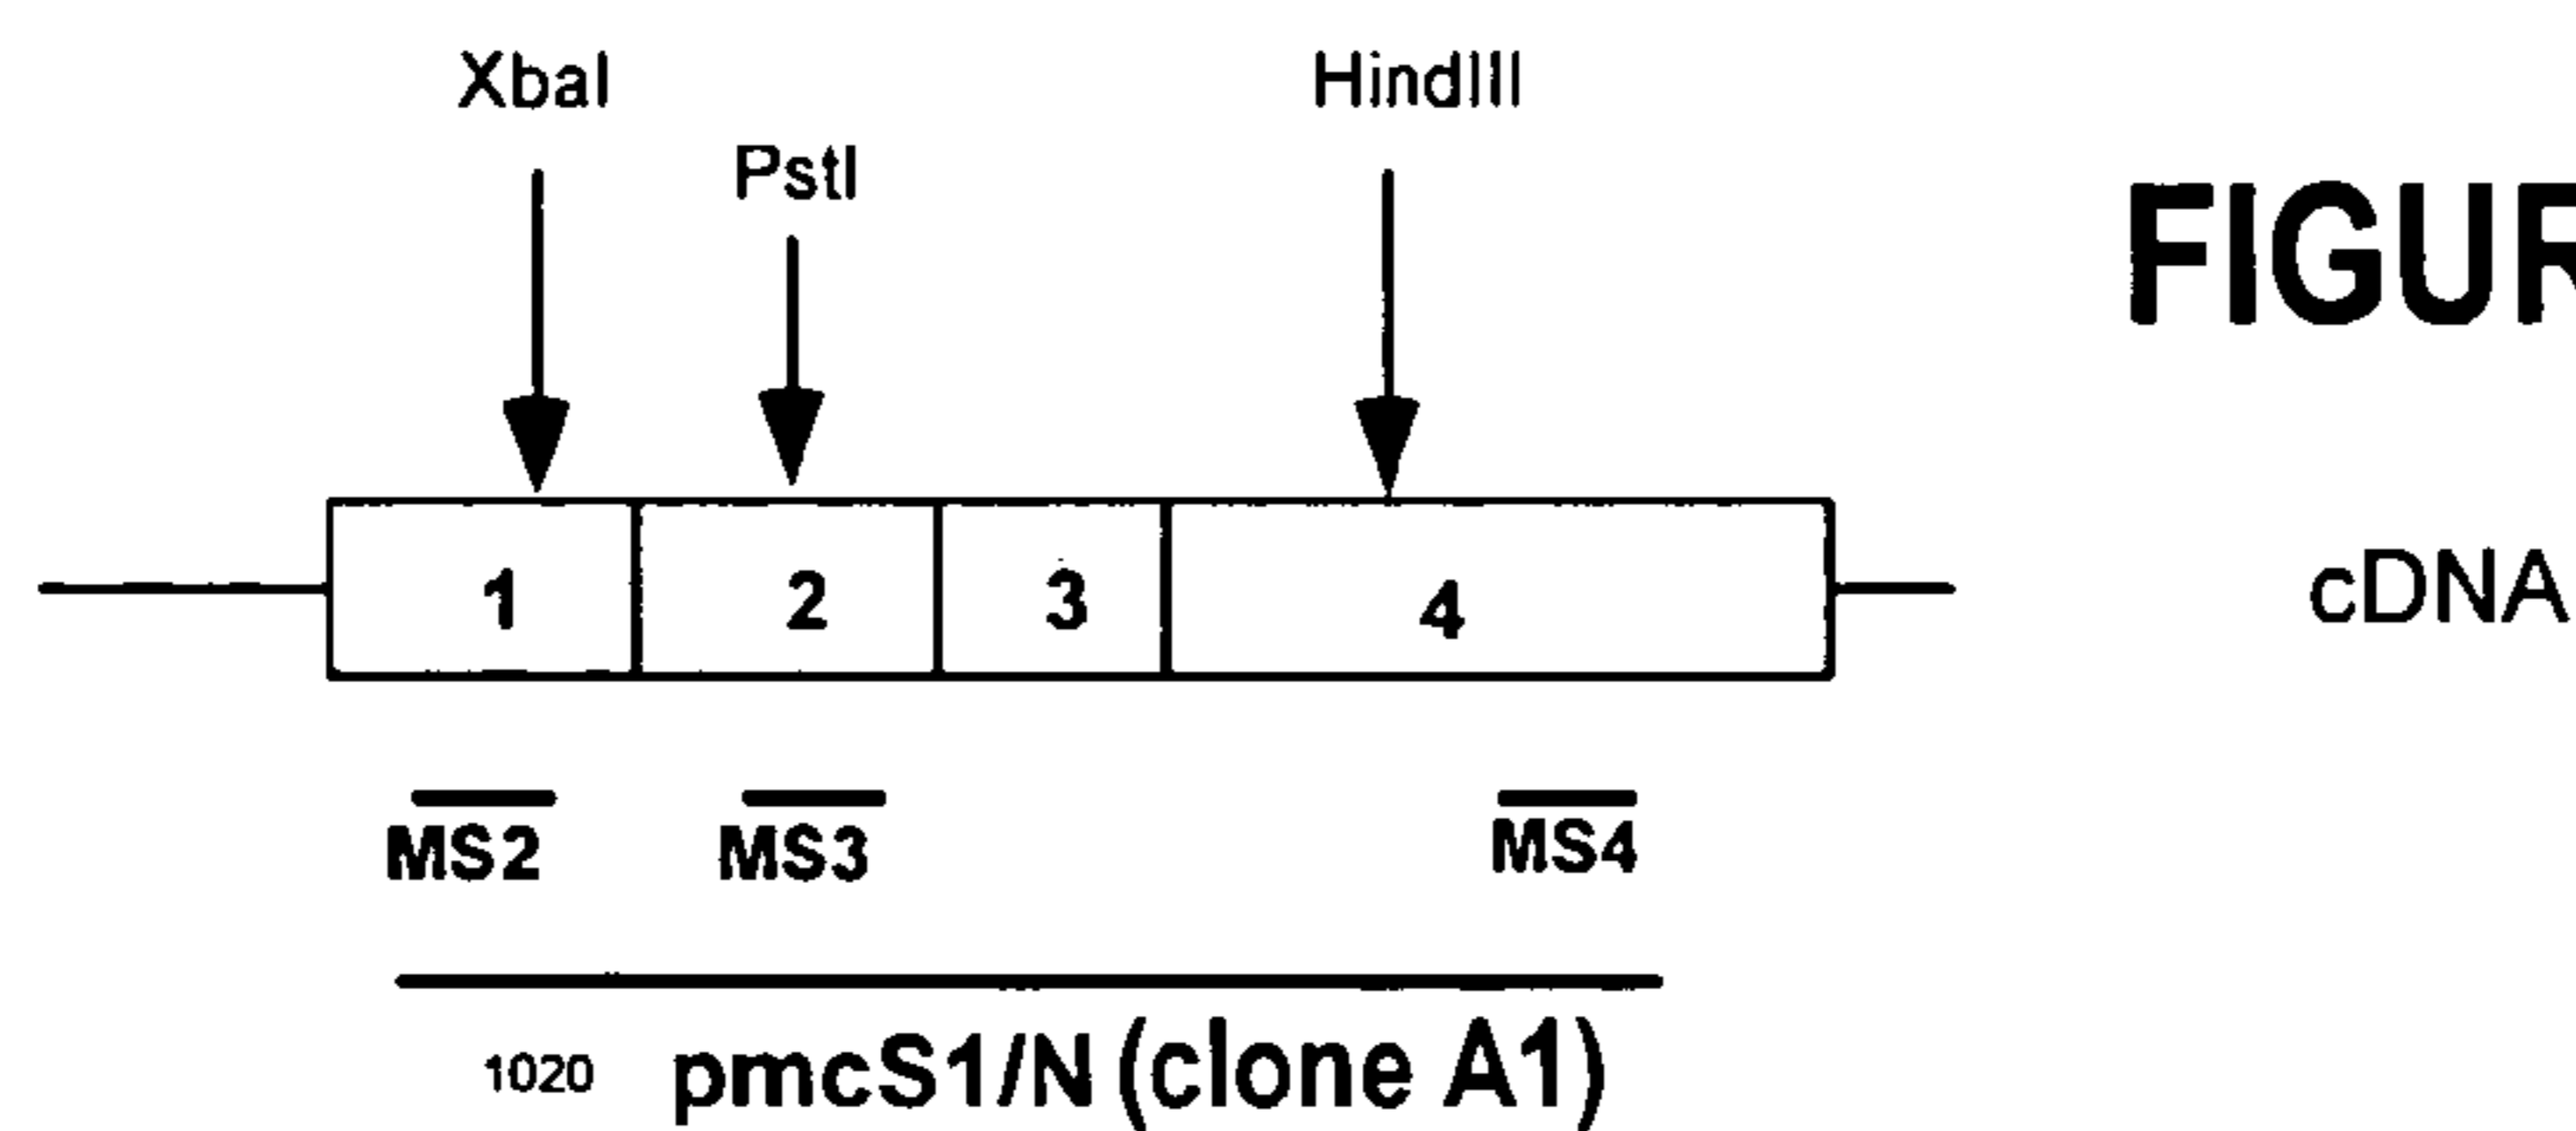 XbaI
HindIII
PstI
FIGUR
1
2
3
4
cDNA
MS2
MS3
MS4
1020 pmcS1/N (clone A1)